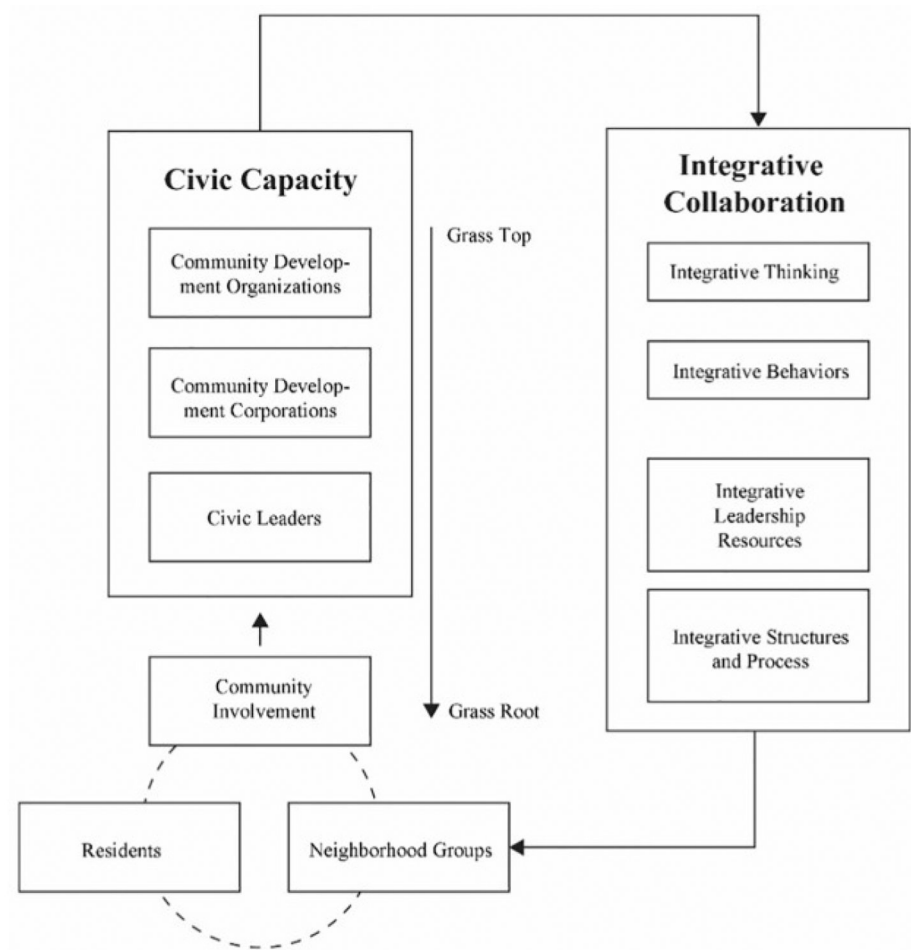 Civic Capacity
Community Develop-
ment Organizations
Community Develop-
ment Corporations
Civic Leaders
Grass Top
Grass Root
Community
Involvement
Residents
Neighborhood Groups
Integrative
Collaboration
Integrative Thinking
Integrative Behaviors
Integrative
Leadership
Resources
Integrative Structures
and Process